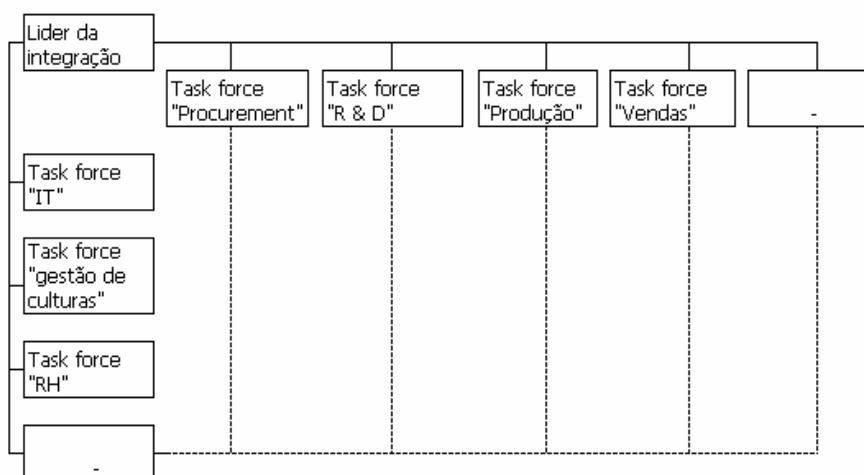 Lider da
integração
Task force
"Procurement"
Task force
"R & D"
Task force
"Produção"
Task force
"Vendas"
-
Task force
"IT"
Task force
"gestão de
culturas"
Task force
"RH"
-